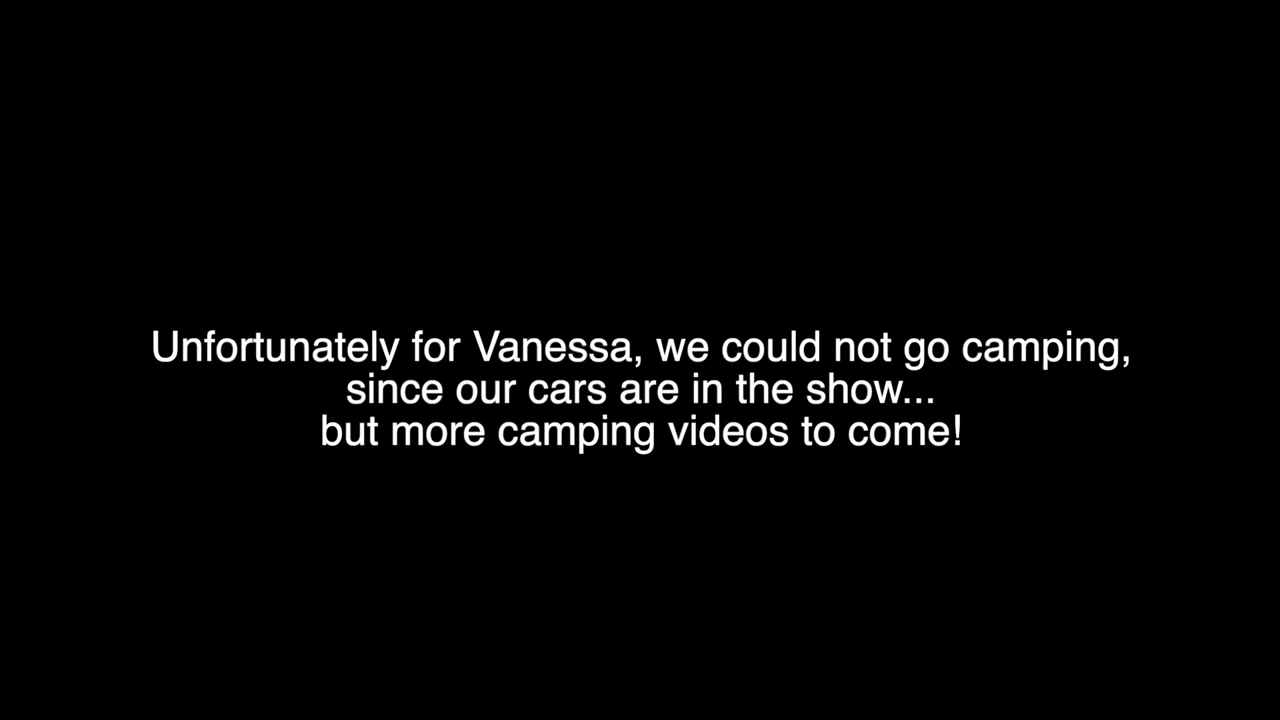 Unfortunately for Vanessa, we could not go camping,
since our cars are in the show...
but more camping videos to come!